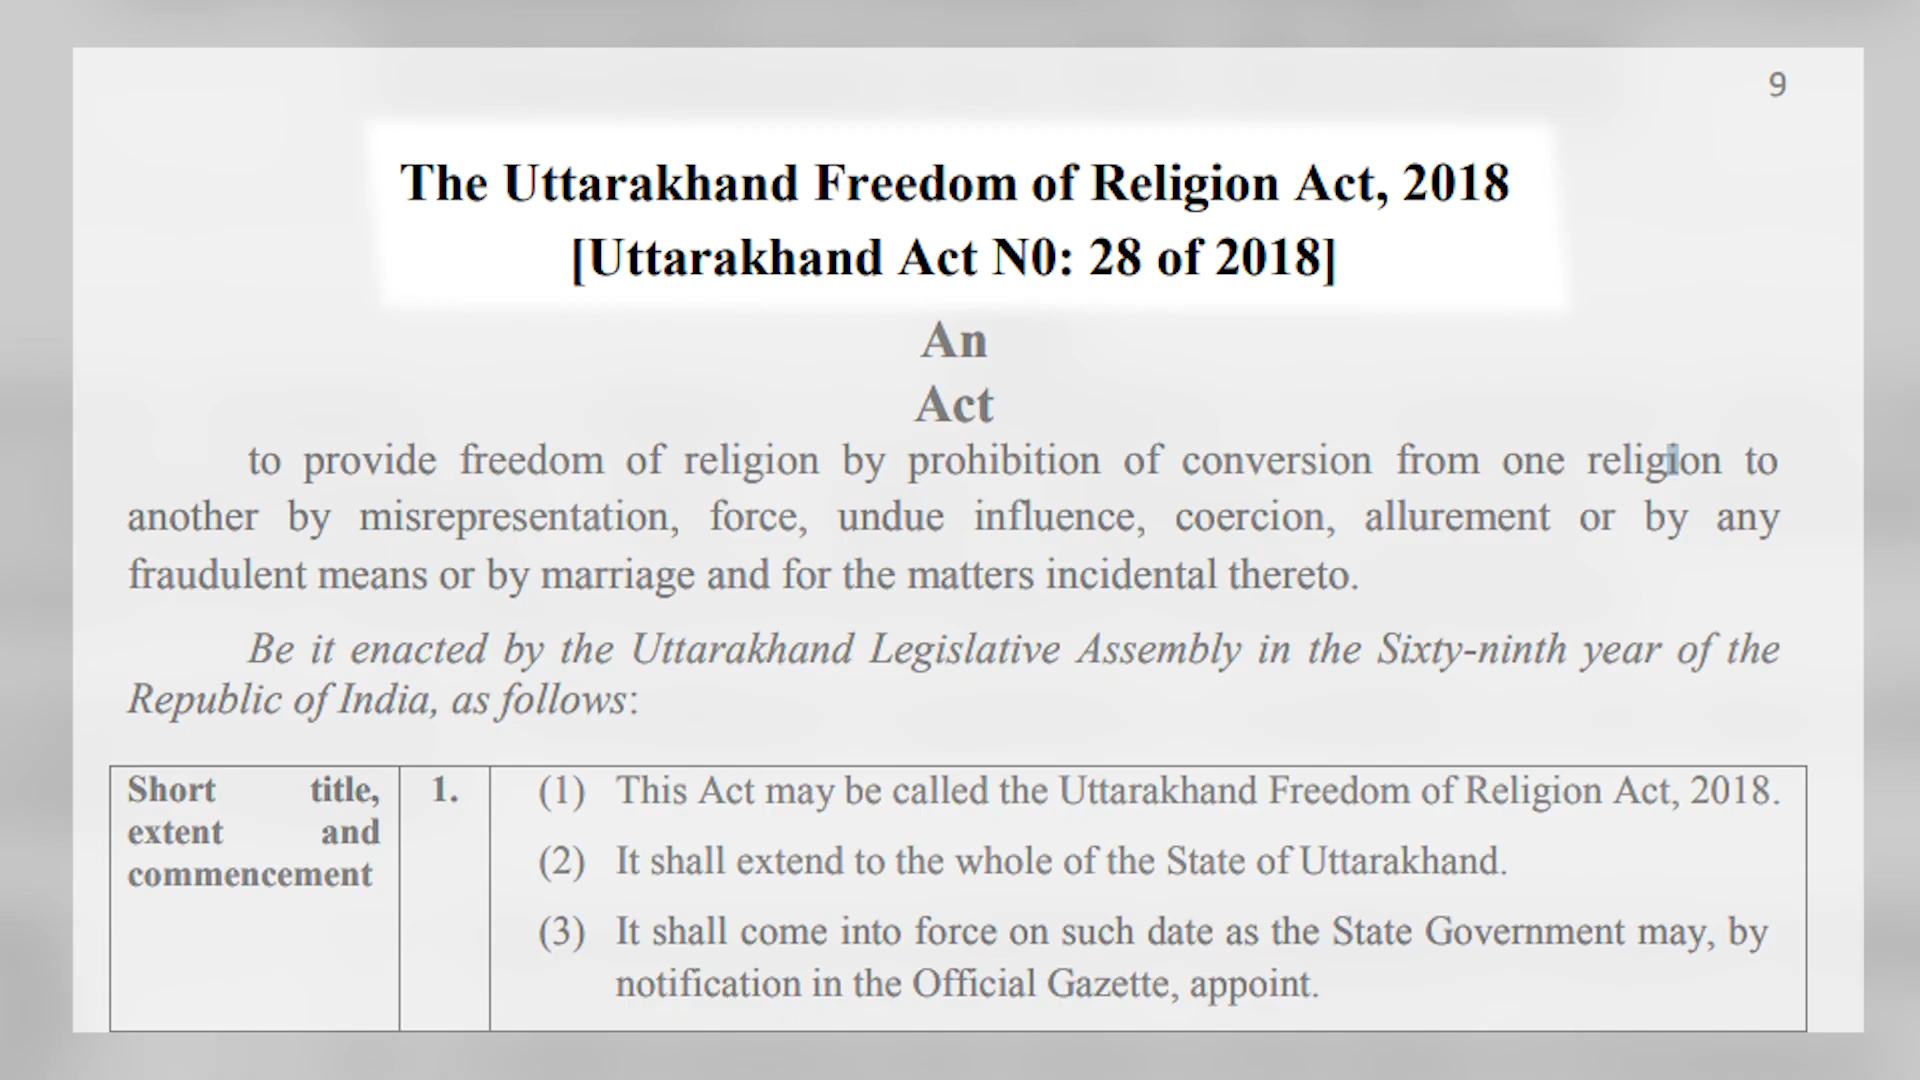 9
The Uttarakhand Freedom of Religion Act, 2018
[Uttarakhand Act N0: 28 of 2018]
An
Act
to provide freedom of religion by prohibition of conversion from one religion to
another by misrepresentation, force, undue influence, coercion, allurement or by any
fraudulent means or by marriage and for the matters incidental thereto.
Be it enacted by the Uttarakhand Legislative Assembly in the Sixty-ninth year of the
Republic of India, as follows:
Short title,
extent and
commencement
1.
(1) This Act may be called the Uttarakhand Freedom of Religion Act, 2018.
(2) It shall extend to the whole of the State of Uttarakhand.
(3) It shall come into force on such date as the State Government may, by
notification in the Official Gazette, appoint.